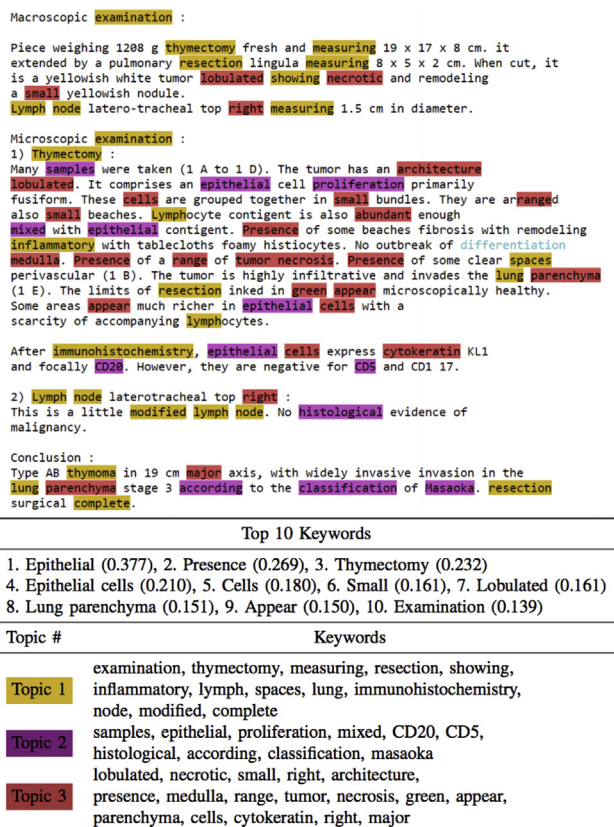 Macroscopic examination :
Piece weighing 1208 g thymectomy fresh and measuring 19 x 17 x 8 cm. it
extended by a pulmonary resection lingula measuring 8 x 5 x 2 cm. When cut, it
is a yellowish white tumor lobulated showing necrotic and remodeling
a small yellowish nodule.
Lymph node latero-tracheal top right measuring 1.5 cm in diameter.
Microscopic examination :
1) Thymectomy :
Many samples were taken (1 A to 1 D). The tumor has an architecture
lobulated. It comprises an epithelial cell proliferation primarily
fusiform. These cells are grouped together in small bundles. They are arranged
also small beaches. Lymphocyte contigent is also abundant enough
mixed with epithelial contigent. Presence of some beaches fibrosis with remodeling
inflammatory with tablecloths foamy histiocytes. No outbreak of differentiation
medulla. Presence of a range of tumor necrosis. Presence of some clear spaces
perivascular (1 B). The tumor is highly infiltrative and invades the lung parenchyma
(1 E). The limits of resection inked in green appear microscopically healthy.
Some areas appear much richer in epithelial cells with a
scarcity of accompanying lymphocytes.
After immunohistochemistry, epithelial cells express cytokeratin KL1
and focally CD20. However, they are negative for CD5 and CD1 17.
2) Lymph node laterotracheal top right :
This is a little modified lymph node. No histological evidence of
malignancy.
Conclusion :
Type AB thymoma in 19 cm major axis, with widely invasive invasion in the
lung parenchyma stage 3 according to the classification of Masaoka. resection
surgical complete.
Top 10 Keywords
1. Epithelial (0.377), 2. Presence (0.269), 3. Thymectomy (0.232)
4. Epithelial cells (0.210), 5. Cells (0.180), 6. Small (0.161), 7. Lobulated (0.161)
8. Lung parenchyma (0.151), 9. Appear (0.150), 10. Examination (0.139)
Topic # Keywords
Topic 1 examination, thymectomy, measuring, resection, showing,
inflammatory, lymph, spaces, lung, immunohistochemistry,
node, modified, complete
Topic 2 samples, epithelial, proliferation, mixed, CD20, CD5,
histological, according, classification, masaoka
Topic 3 lobulated, necrotic, small, right, architecture,
presence, medulla, range, tumor, necrosis, green, appear,
parenchyma, cells, cytokeratin, right, major